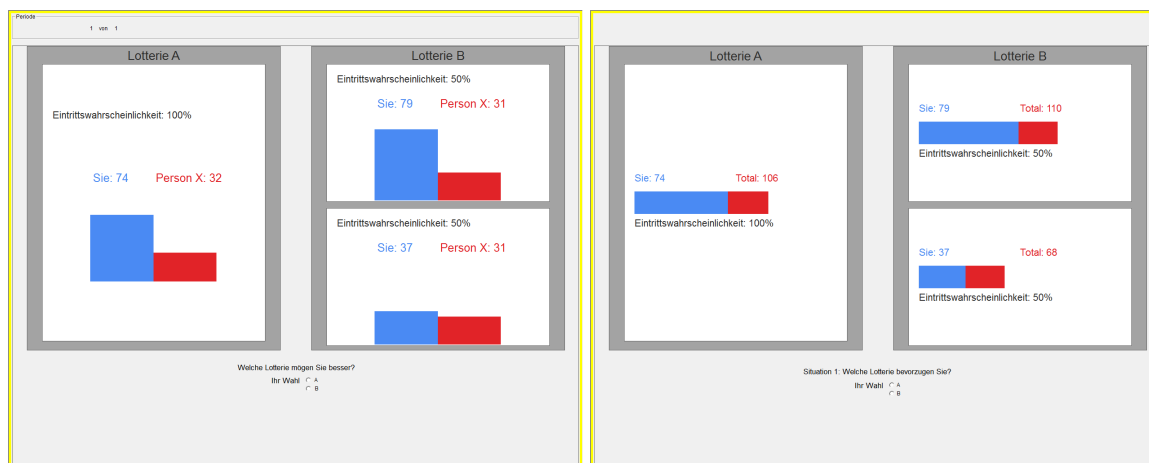 Periode
1 von 1
Lotterie A
Eintrittswahrscheinlichkeit: 100%
Sie: 74 Person X: 32
Lotterie B
Eintrittswahrscheinlichkeit: 50%
Sie: 79 Person X: 31
Eintrittswahrscheinlichkeit: 50%
Sie: 37 Person X: 31
Welche Lotterie mögen Sie besser?
Ihr Wahl A
B
Lotterie A
Sie: 74 Total: 106
Eintrittswahrscheinlichkeit: 100%
Lotterie B
Sie: 79 Total: 110
Eintrittswahrscheinlichkeit: 50%
Sie: 37 Total: 68
Eintrittswahrscheinlichkeit: 50%
Situation 1: Welche Lotterie bevorzugen Sie?
Ihr Wahl A
B